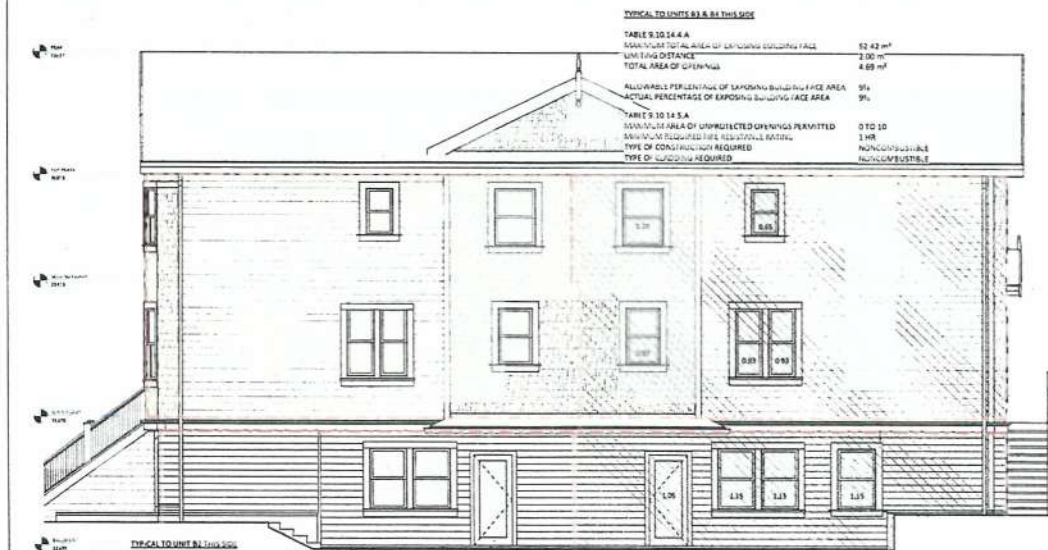 TYPICAL TO UNITS B3 & B4 THIS SIDE
TABLE 9.10.14.4.A
MAXIMUM TOTAL AREA OF EXPOSING BUILDING FACE 52.42 m²
LIMITING DISTANCE 2.00 m
TOTAL AREA OF OPENINGS 4.69 m²
ALLOWABLE PERCENTAGE OF EXPOSING BUILDING FACE AREA 9%
ACTUAL PERCENTAGE OF EXPOSING BUILDING FACE AREA 9%
TABLE 9.10.14.5.A
MAXIMUM AREA OF UNPROTECTED OPENINGS PERMITTED 0 TO 10
MINIMUM REQUIRED FIRE RESISTANCE RATING 1 HR
TYPE OF CONSTRUCTION REQUIRED NONCOMBUSTIBLE
TYPE OF CLADDING REQUIRED NONCOMBUSTIBLE
0.65
0.93 0.93
1.15 1.15 1.15
TYPICAL TO UNIT B2 THIS SIDE